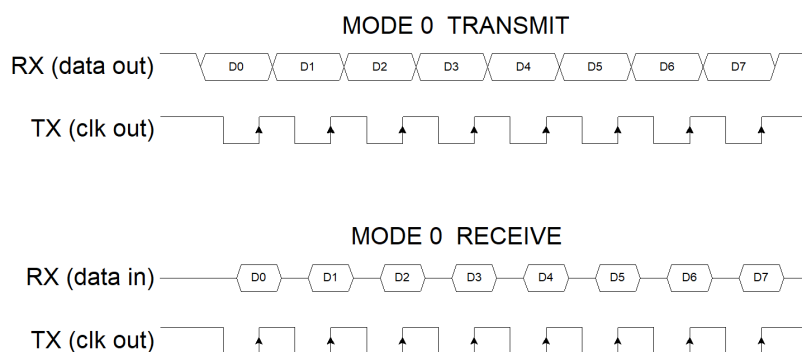 MODE 0 TRANSMIT
RX (data out) D0 D1 D2 D3 D4 D5 D6 D7
TX (clk out)
MODE 0 RECEIVE
RX (data in) D0 D1 D2 D3 D4 D5 D6 D7
TX (clk out)